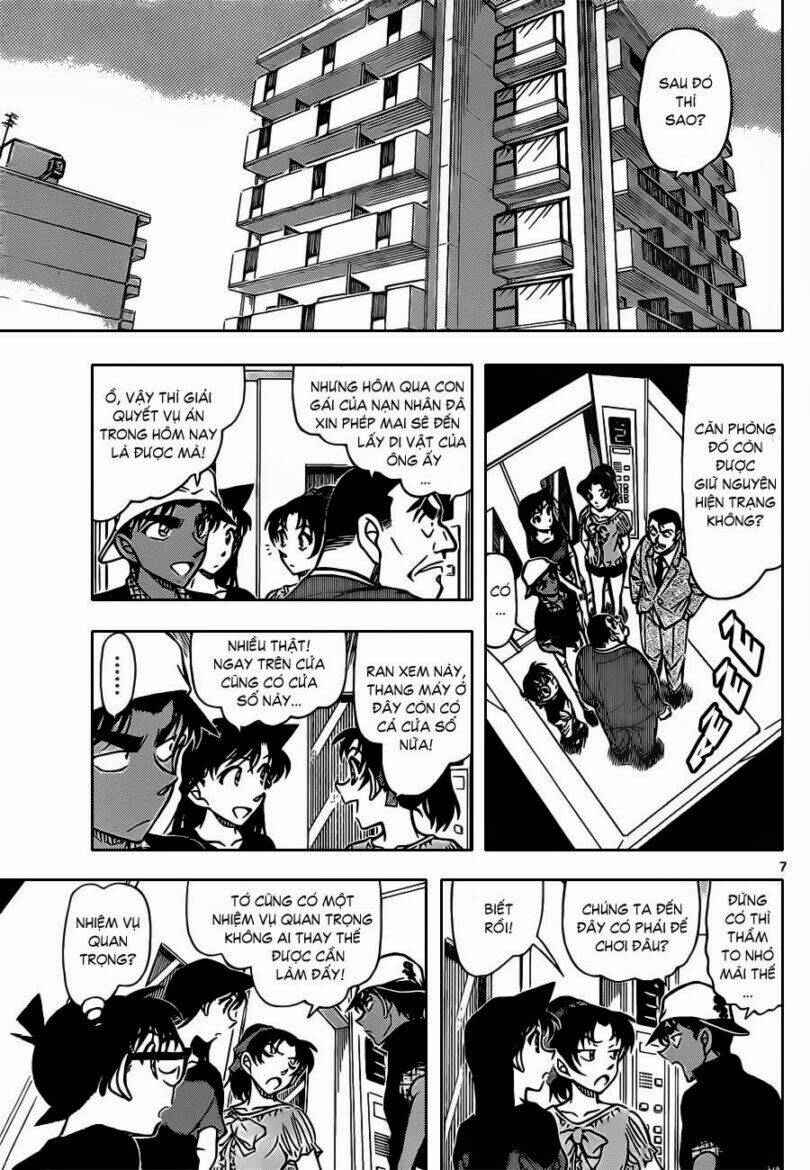 SAU ĐÓ
THÌ
SAO?
CĂN PHÒNG
ĐÓ CÒN
ĐƯỢC
GIỮ NGUYÊN
HIỆN TRẠNG
KHÔNG?
CÓ
...
NHƯNG HÔM QUA CON
GÁI CỦA NẠN NHÂN ĐÃ
XIN PHÉP MAI SẼ ĐẾN
LẤY DI VẬT CỦA
ÔNG ẤY
...
Ồ, VẬY THÌ GIẢI
QUYẾT VỤ ÁN
TRONG HÔM NAY
LÀ ĐƯỢC MÀ!
RAN XEM NÀY,
THANG MÁY Ở
ĐÂY CÒN CÓ
CẢ CỬA SỔ
NỮA!
NHIỀU THẬT!
NGAY TRÊN CỬA
CŨNG CÓ CỬA
SỔ NÀY...
......
7
ĐỪNG
CÓ THÌ
THẦM
TO NHỎ
MÃI THẾ
...
CHÚNG TA ĐẾN
ĐÂY CÓ PHẢI ĐỂ
CHƠI ĐÂU?
BIẾT
RỒI!
TỚ CŨNG CÓ MỘT
NHIỆM VỤ QUAN TRỌNG
KHÔNG AI THAY THẾ
ĐƯỢC CẦN
LÀM ĐẤY!
NHIỆM VỤ
QUAN
TRỌNG?